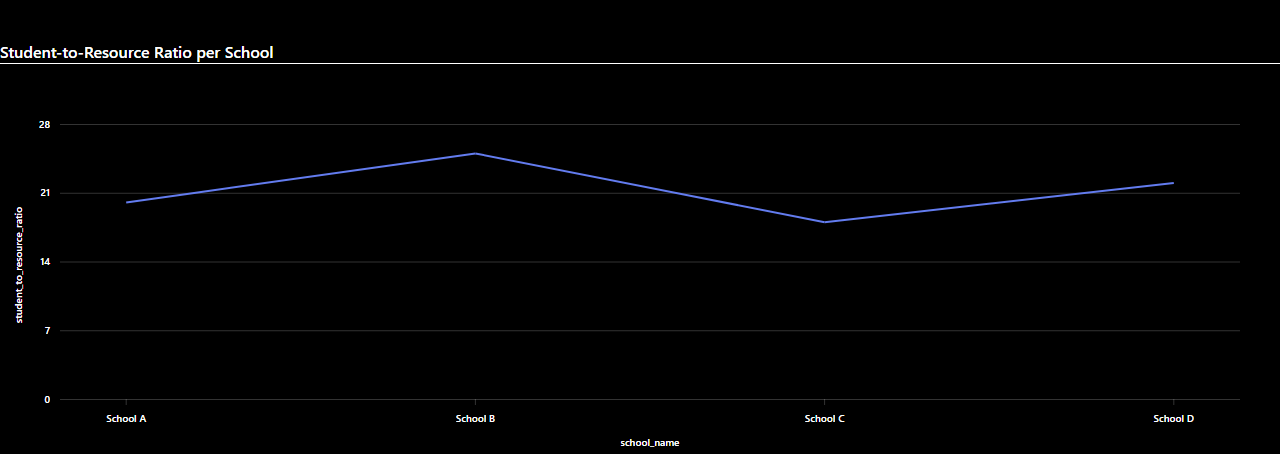 Student-to-Resource Ratio per School
28
21
14
7
0
student_to_resource_ratio
School A
School B
School C
School D
school_name